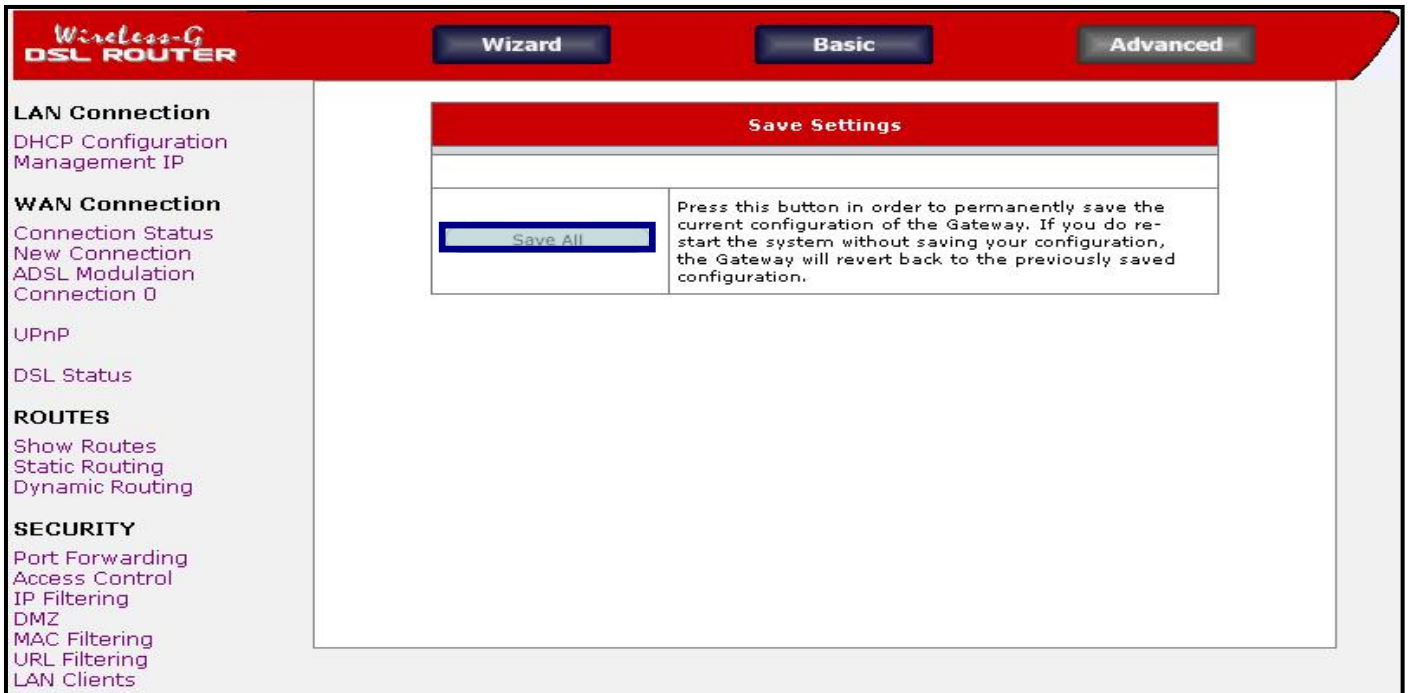 Wireless-G
DSL ROUTER
Wizard
Basic
Advanced
LAN Connection
DHCP Configuration
Management IP
WAN Connection
Connection Status
New Connection
ADSL Modulation
Connection 0
UPnP
DSL Status
ROUTES
Show Routes
Static Routing
Dynamic Routing
SECURITY
Port Forwarding
Access Control
IP Filtering
DMZ
MAC Filtering
URL Filtering
LAN Clients
Save Settings
Save All
Press this button in order to permanently save the
current configuration of the Gateway. If you do re-
start the system without saving your configuration,
the Gateway will revert back to the previously saved
configuration.